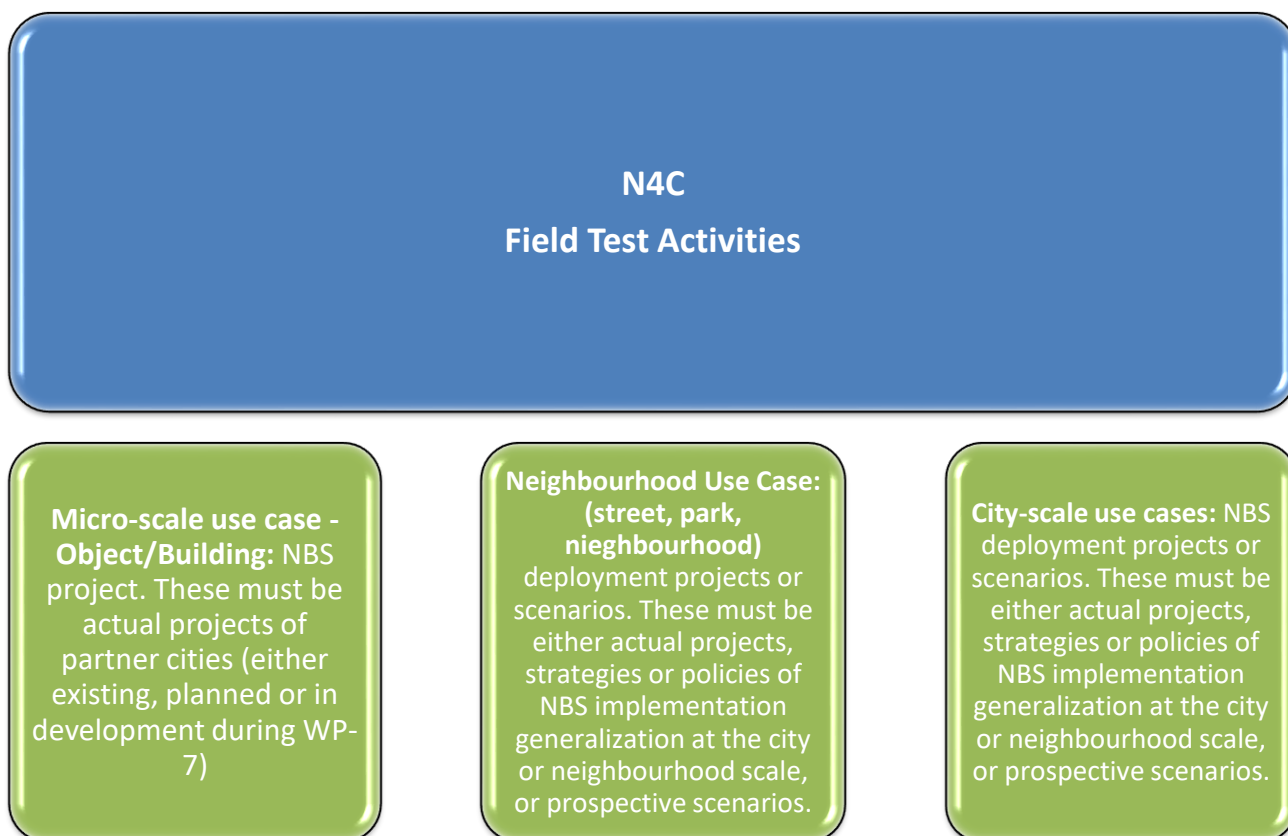 N4C
Field Test Activities
Micro-scale use case -
Object/Building: NBS
project. These must be
actual projects of
partner cities (either
existing, planned or in
development during WP-
7)
Neighbourhood Use Case:
(street, park,
nieghbourhood)
deployment projects or
scenarios. These must be
either actual projects,
strategies or policies of
NBS implementation
generalization at the city
or neighbourhood scale,
or prospective scenarios.
City-scale use cases: NBS
deployment projects or
scenarios. These must be
either actual projects,
strategies or policies of
NBS implementation
generalization at the city
or neighbourhood scale,
or prospective scenarios.